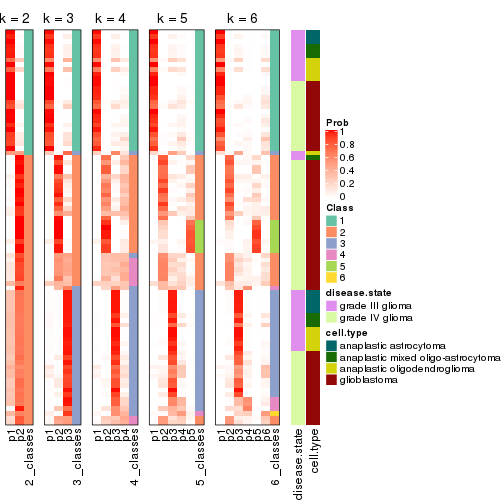 k = 2 k = 3 k = 4 k = 5 k = 6
Prob
1
0.8
0.6
0.4
0.2
0
Class
1
2
3
4
5
6
disease.state
grade III glioma
grade IV glioma
cell.type
anaplastic astrocytoma
anaplastic mixed oligo-astrocytoma
anaplastic oligodendroglioma
glioblastoma
p1
p2
2_classes
p1
p2
p3
3_classes
p1
p2
p3
p4
4_classes
p1
p2
p3
p4
p5
5_classes
p1
p2
p3
p4
p5
p6
6_classes
disease.state
cell.type